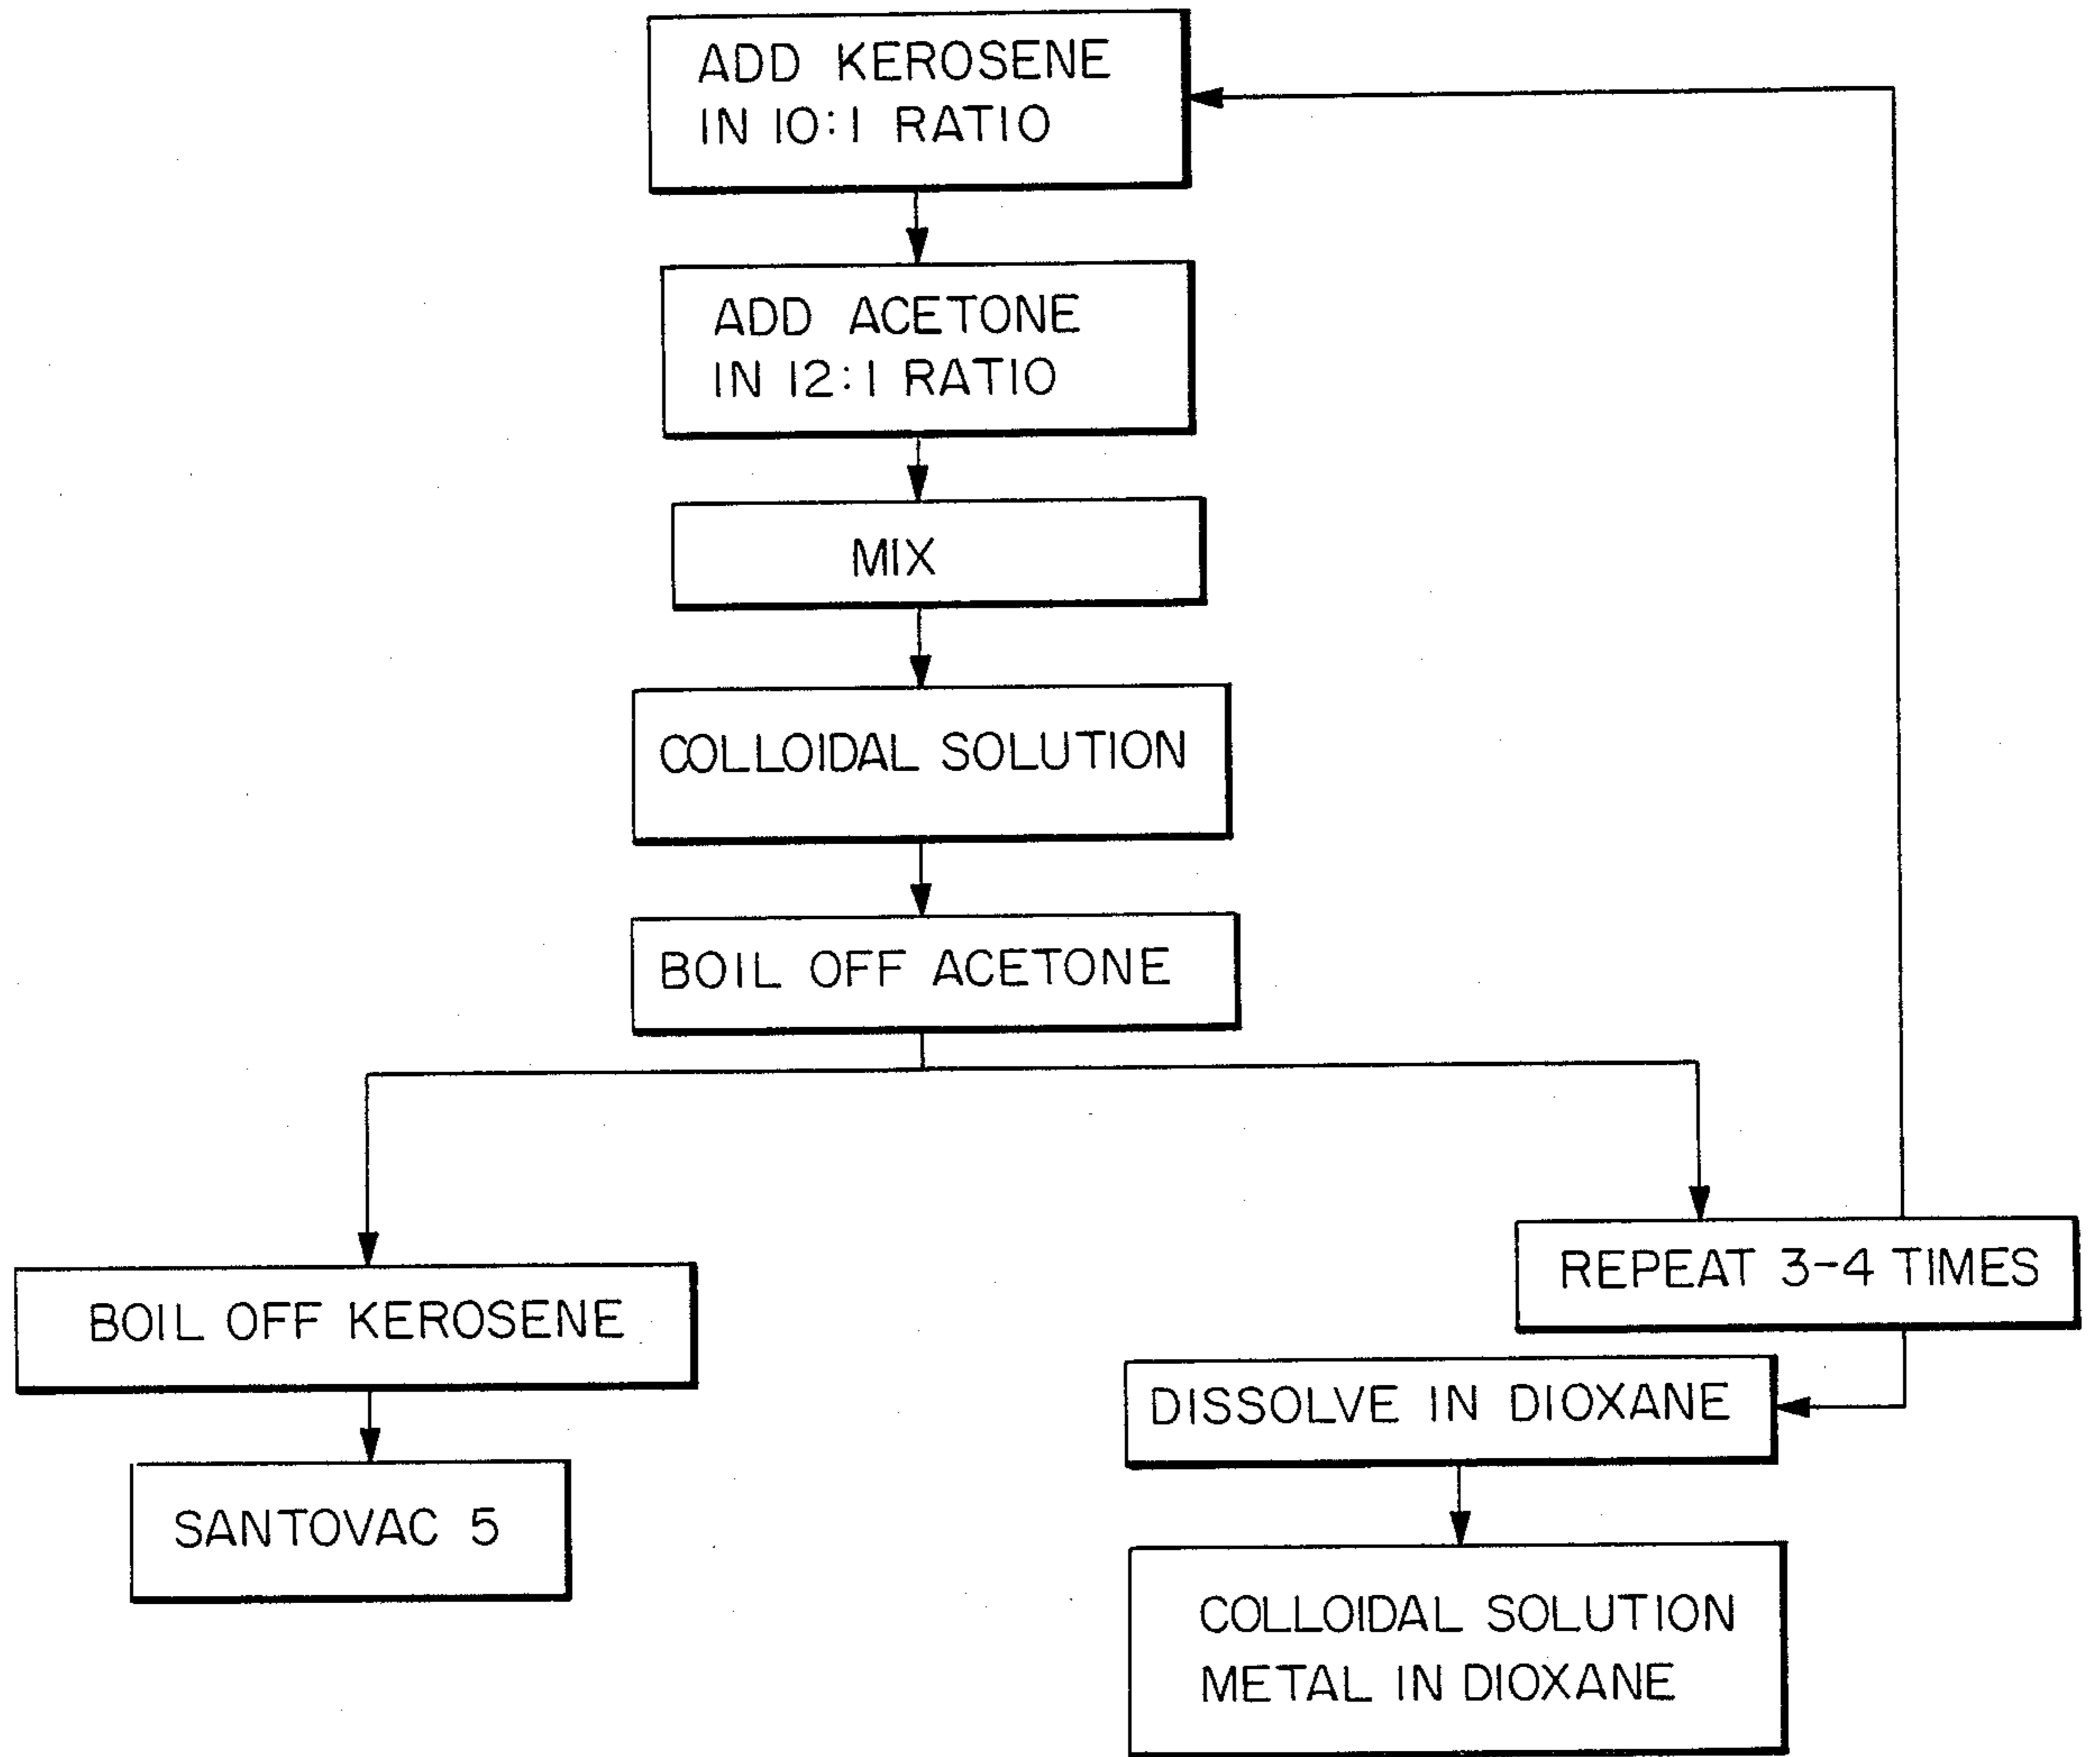 ADD KEROSENE
IN 10:1 RATIO
ADD ACETONE
IN 12:1 RATIO
MIX
COLLOIDAL SOLUTION
BOIL OFF ACETONE
REPEAT 3-4 TIMES
BOIL OFF KEROSENE
DISSOLVE IN DIOXANE
SANTOVAC 5
COLLOIDAL SOLUTION
METAL IN DIOXANE